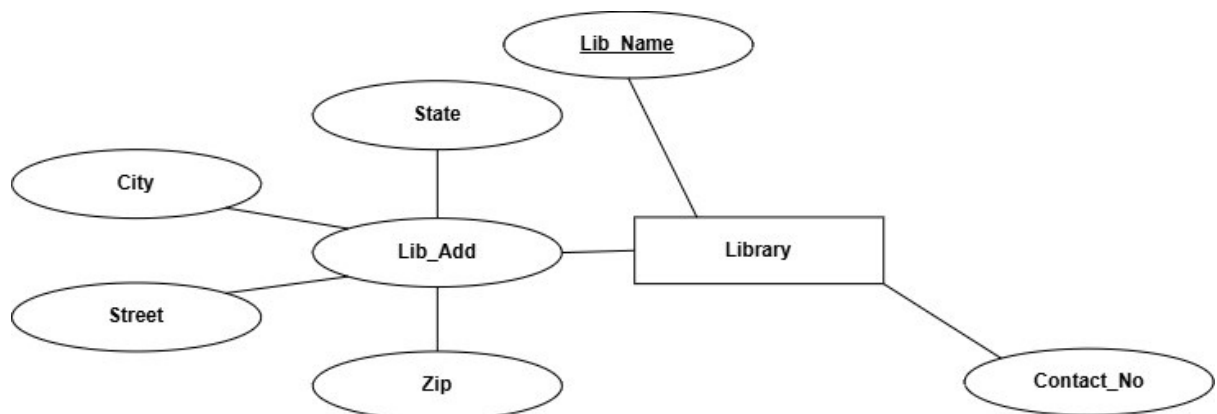 Lib_Name
State
City
Lib_Add
Library
Street
Zip
Contact_No